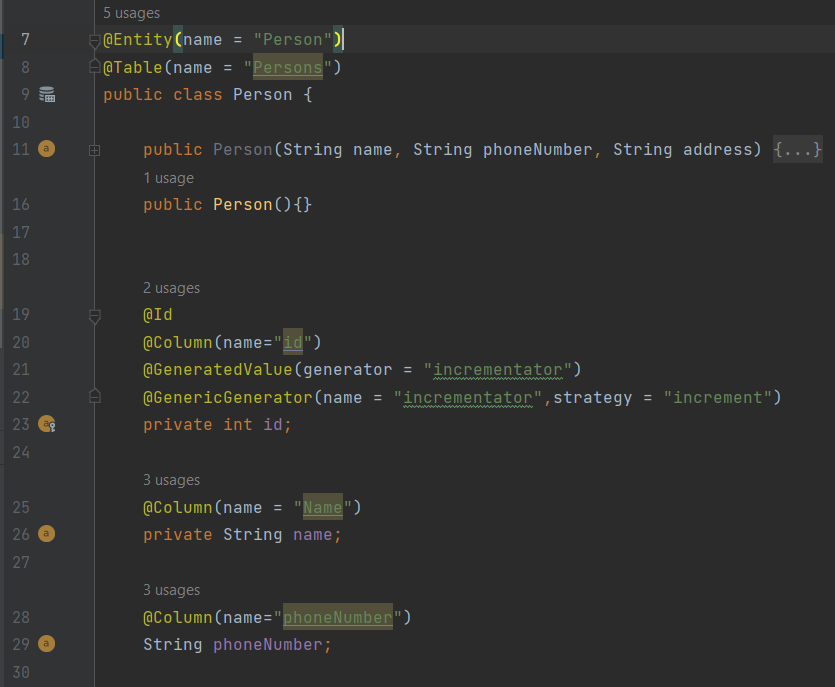 5 usages
7 @Entity(name = "Person")
8 @Table(name = "Persons")
9 public class Person {
10
11 public Person(String name, String phoneNumber, String address) {...}
1 usage
16 public Person(){}
17
18
2 usages
19 @Id
20 @Column(name="id")
21 @GeneratedValue(generator = "incrementator")
22 @GenericGenerator(name = "incrementator",strategy = "increment")
23 private int id;
24
3 usages
25 @Column(name = "Name")
26 private String name;
27
3 usages
28 @Column(name="phoneNumber")
29 String phoneNumber;
30